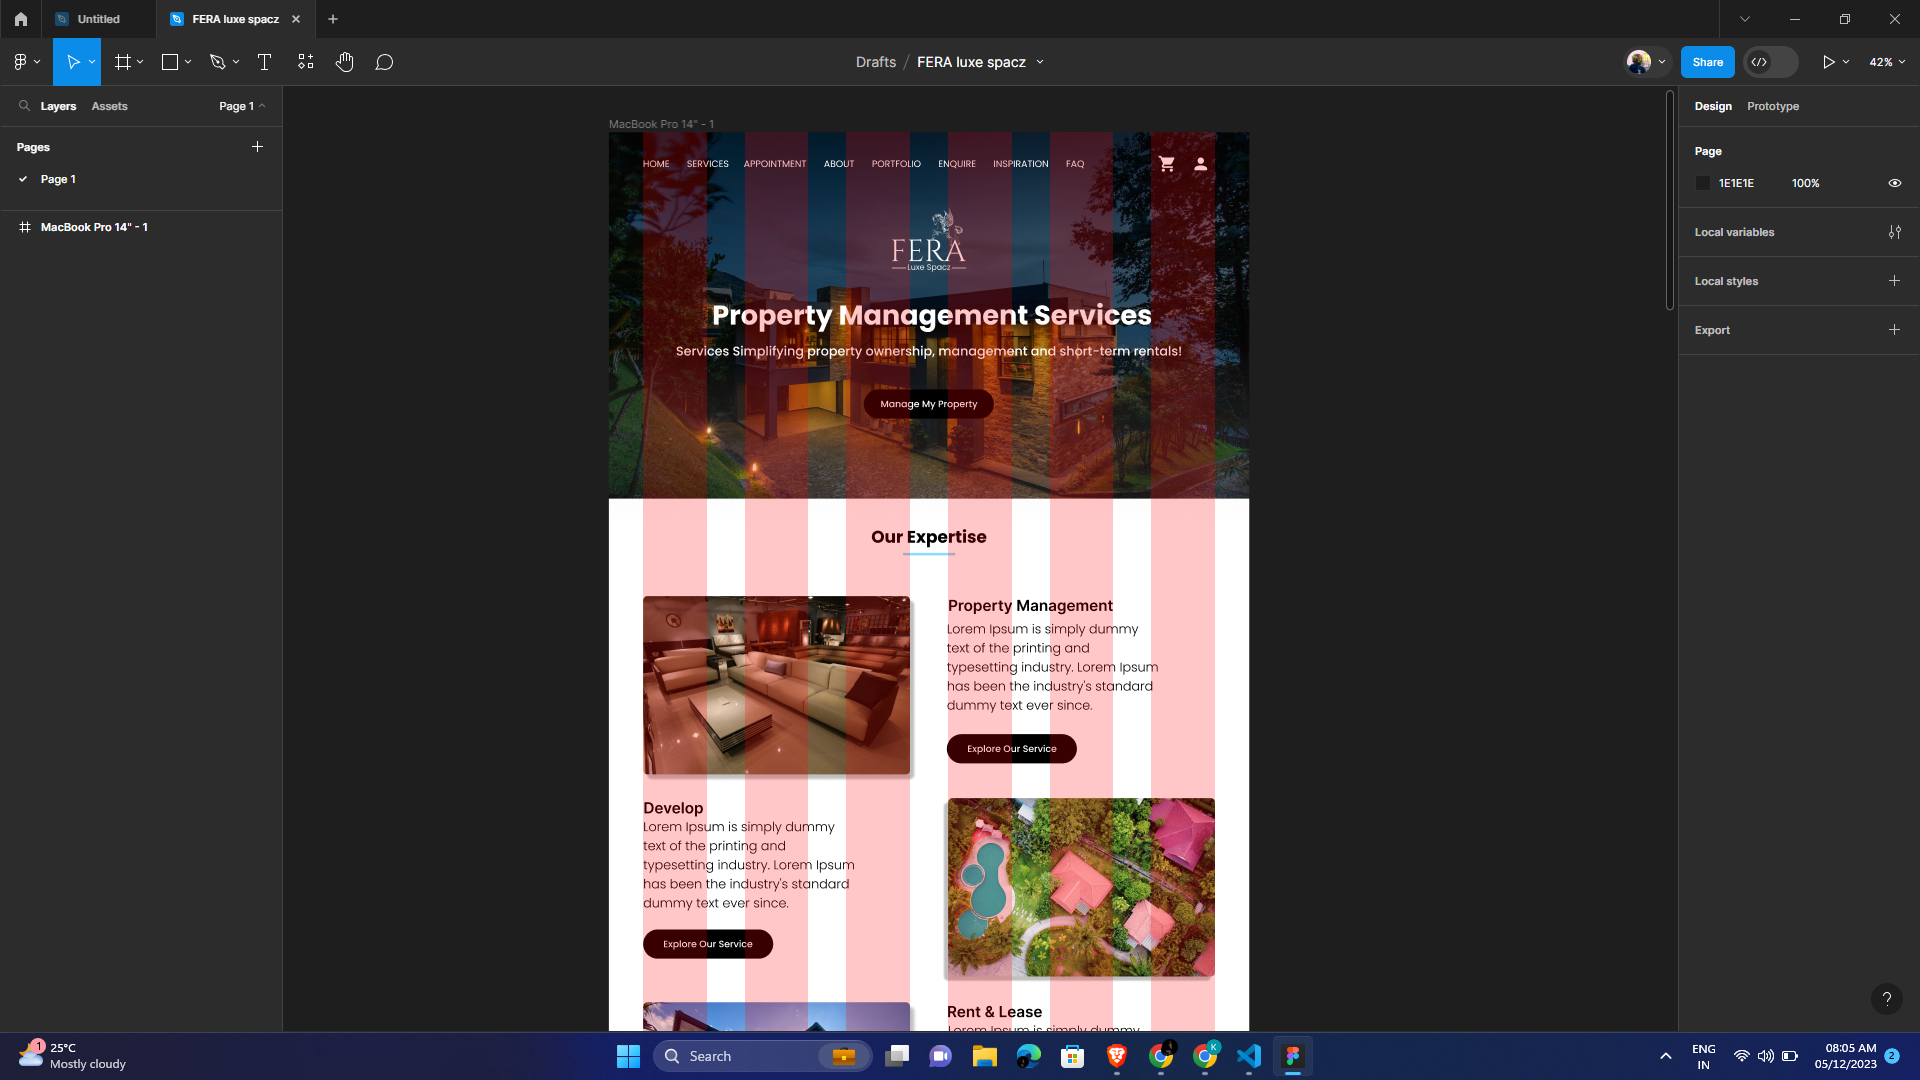 Untitled
FERA luxe spacz
Drafts / FERA luxe spacz
Share
42%
Layers
Assets
Page 1
Pages
Page 1
MacBook Pro 14" - 1
MacBook Pro 14" - 1
HOME SERVICES APPOINTMENT ABOUT PORTFOLIO ENQUIRE INSPIRATION FAQ
FERA
Luxe Spacz
Property Management Services
Services Simplifying property ownership, management and short-term rentals!
Manage My Property
Our Expertise
Property Management
Lorem Ipsum is simply dummy
text of the printing and
typesetting industry. Lorem Ipsum
has been the industry's standard
dummy text ever since.
Explore Our Service
Develop
Lorem Ipsum is simply dummy
text of the printing and
typesetting industry. Lorem Ipsum
has been the industry's standard
dummy text ever since.
Explore Our Service
Rent & Lease
Lorem Ipsum is simply dummy
Design
Prototype
Page
1E1E1E
100%
Local variables
Local styles
Export
?
1
25°C
Mostly cloudy
Search
K
ENG
IN
08:05 AM
05/12/2023
2